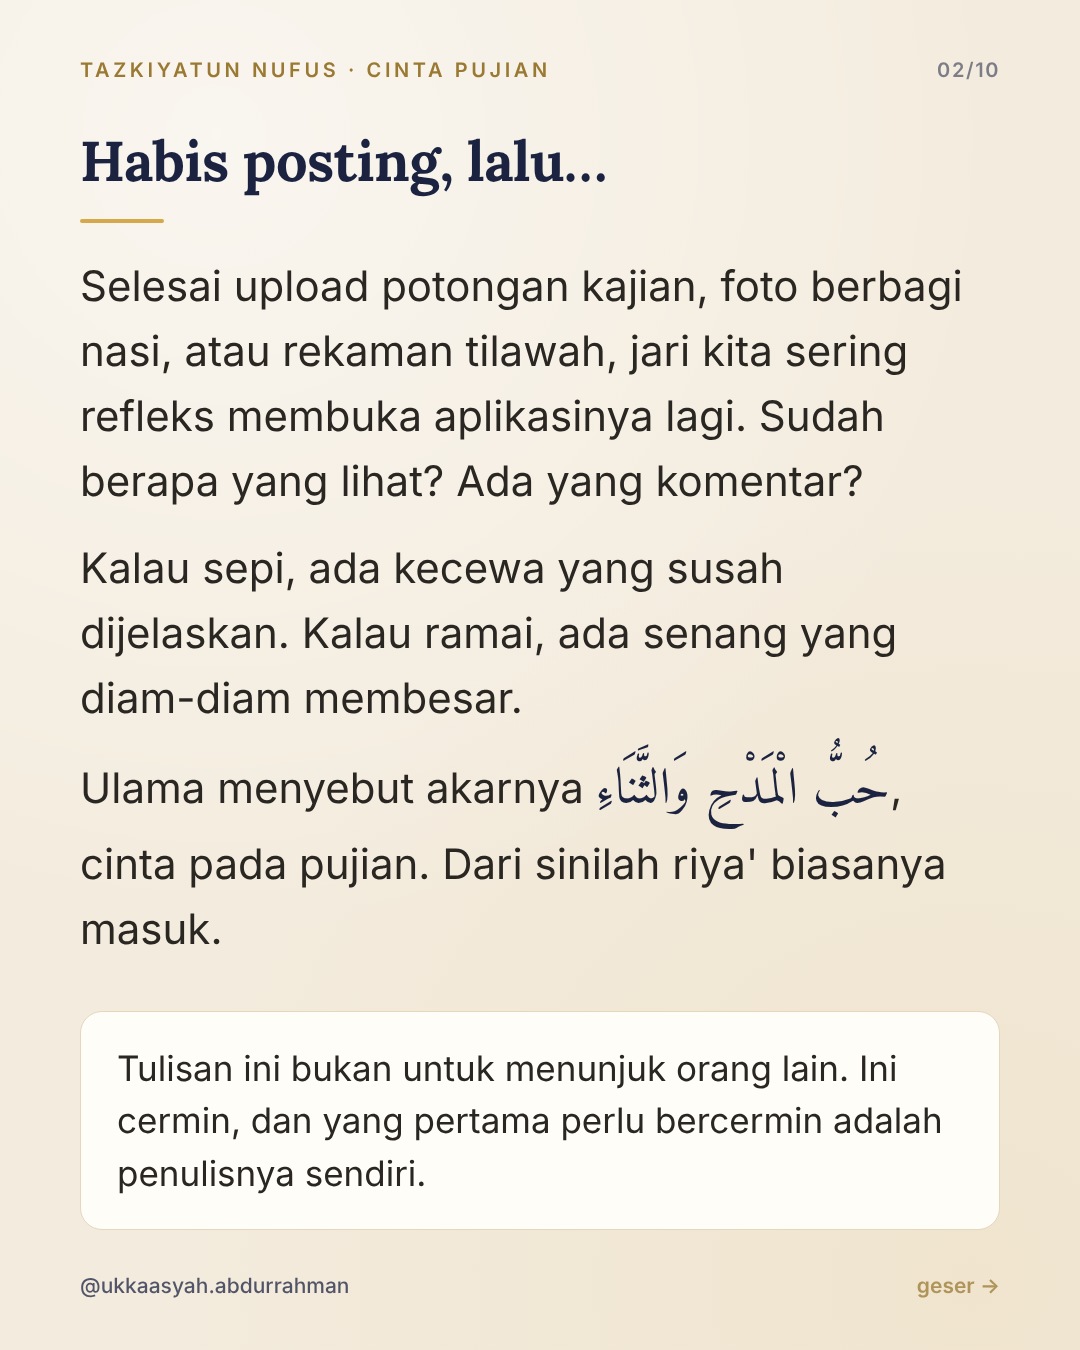 TAZKIYATUN NUFUS · CINTA PUJIAN
02/10
Habis posting, lalu...
Selesai upload potongan kajian, foto berbagi
nasi, atau rekaman tilawah, jari kita sering
refleks membuka aplikasinya lagi. Sudah
berapa yang lihat? Ada yang komentar?
Kalau sepi, ada kecewa yang susah
dijelaskan. Kalau ramai, ada senang yang
diam-diam membesar.
Ulama menyebut akarnya حُبُّ الْمَدْحِ وَالثَّنَاءِ,
cinta pada pujian. Dari sinilah riya' biasanya
masuk.
Tulisan ini bukan untuk menunjuk orang lain. Ini
cermin, dan yang pertama perlu bercermin adalah
penulisnya sendiri.
@ukkaasyah.abdurrahman
geser →